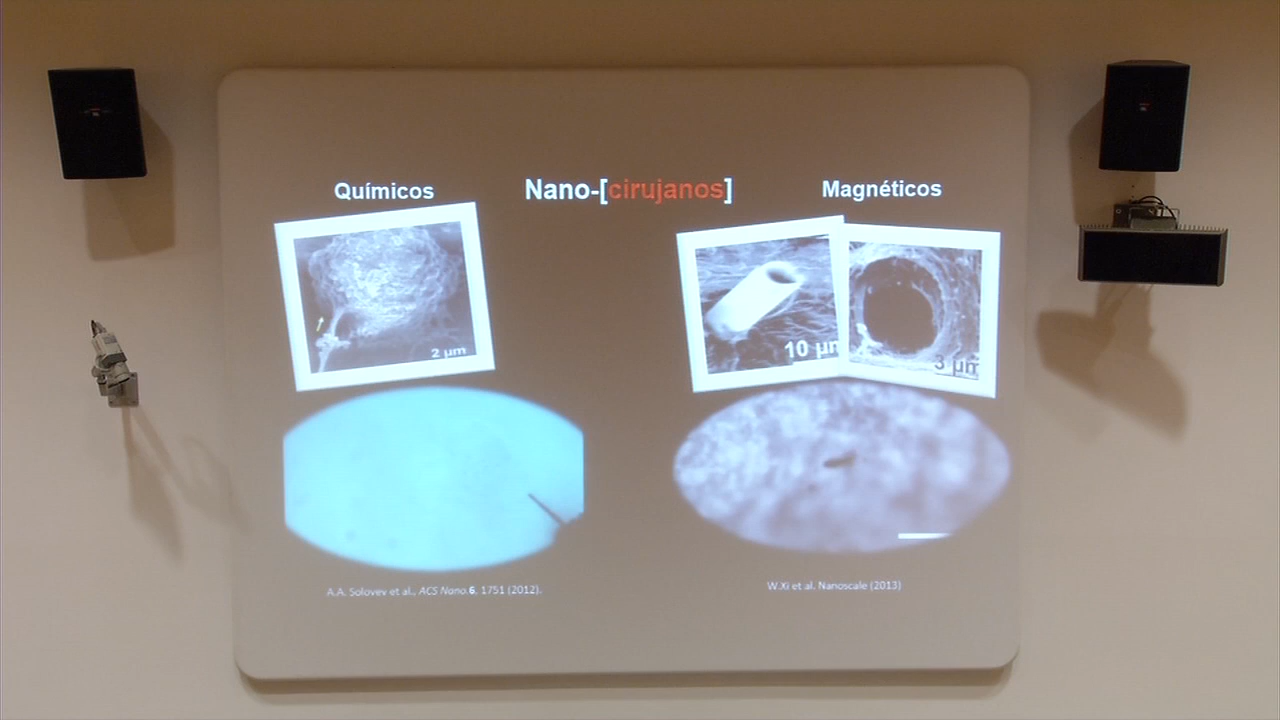 Químicos
Nano-[cirujanos]
Magnéticos
2 μm
10 μm
3 μm
A.A. Solovev et al., ACS Nano.6, 1751 (2012).
W.Xi et al. Nanoscale (2013)